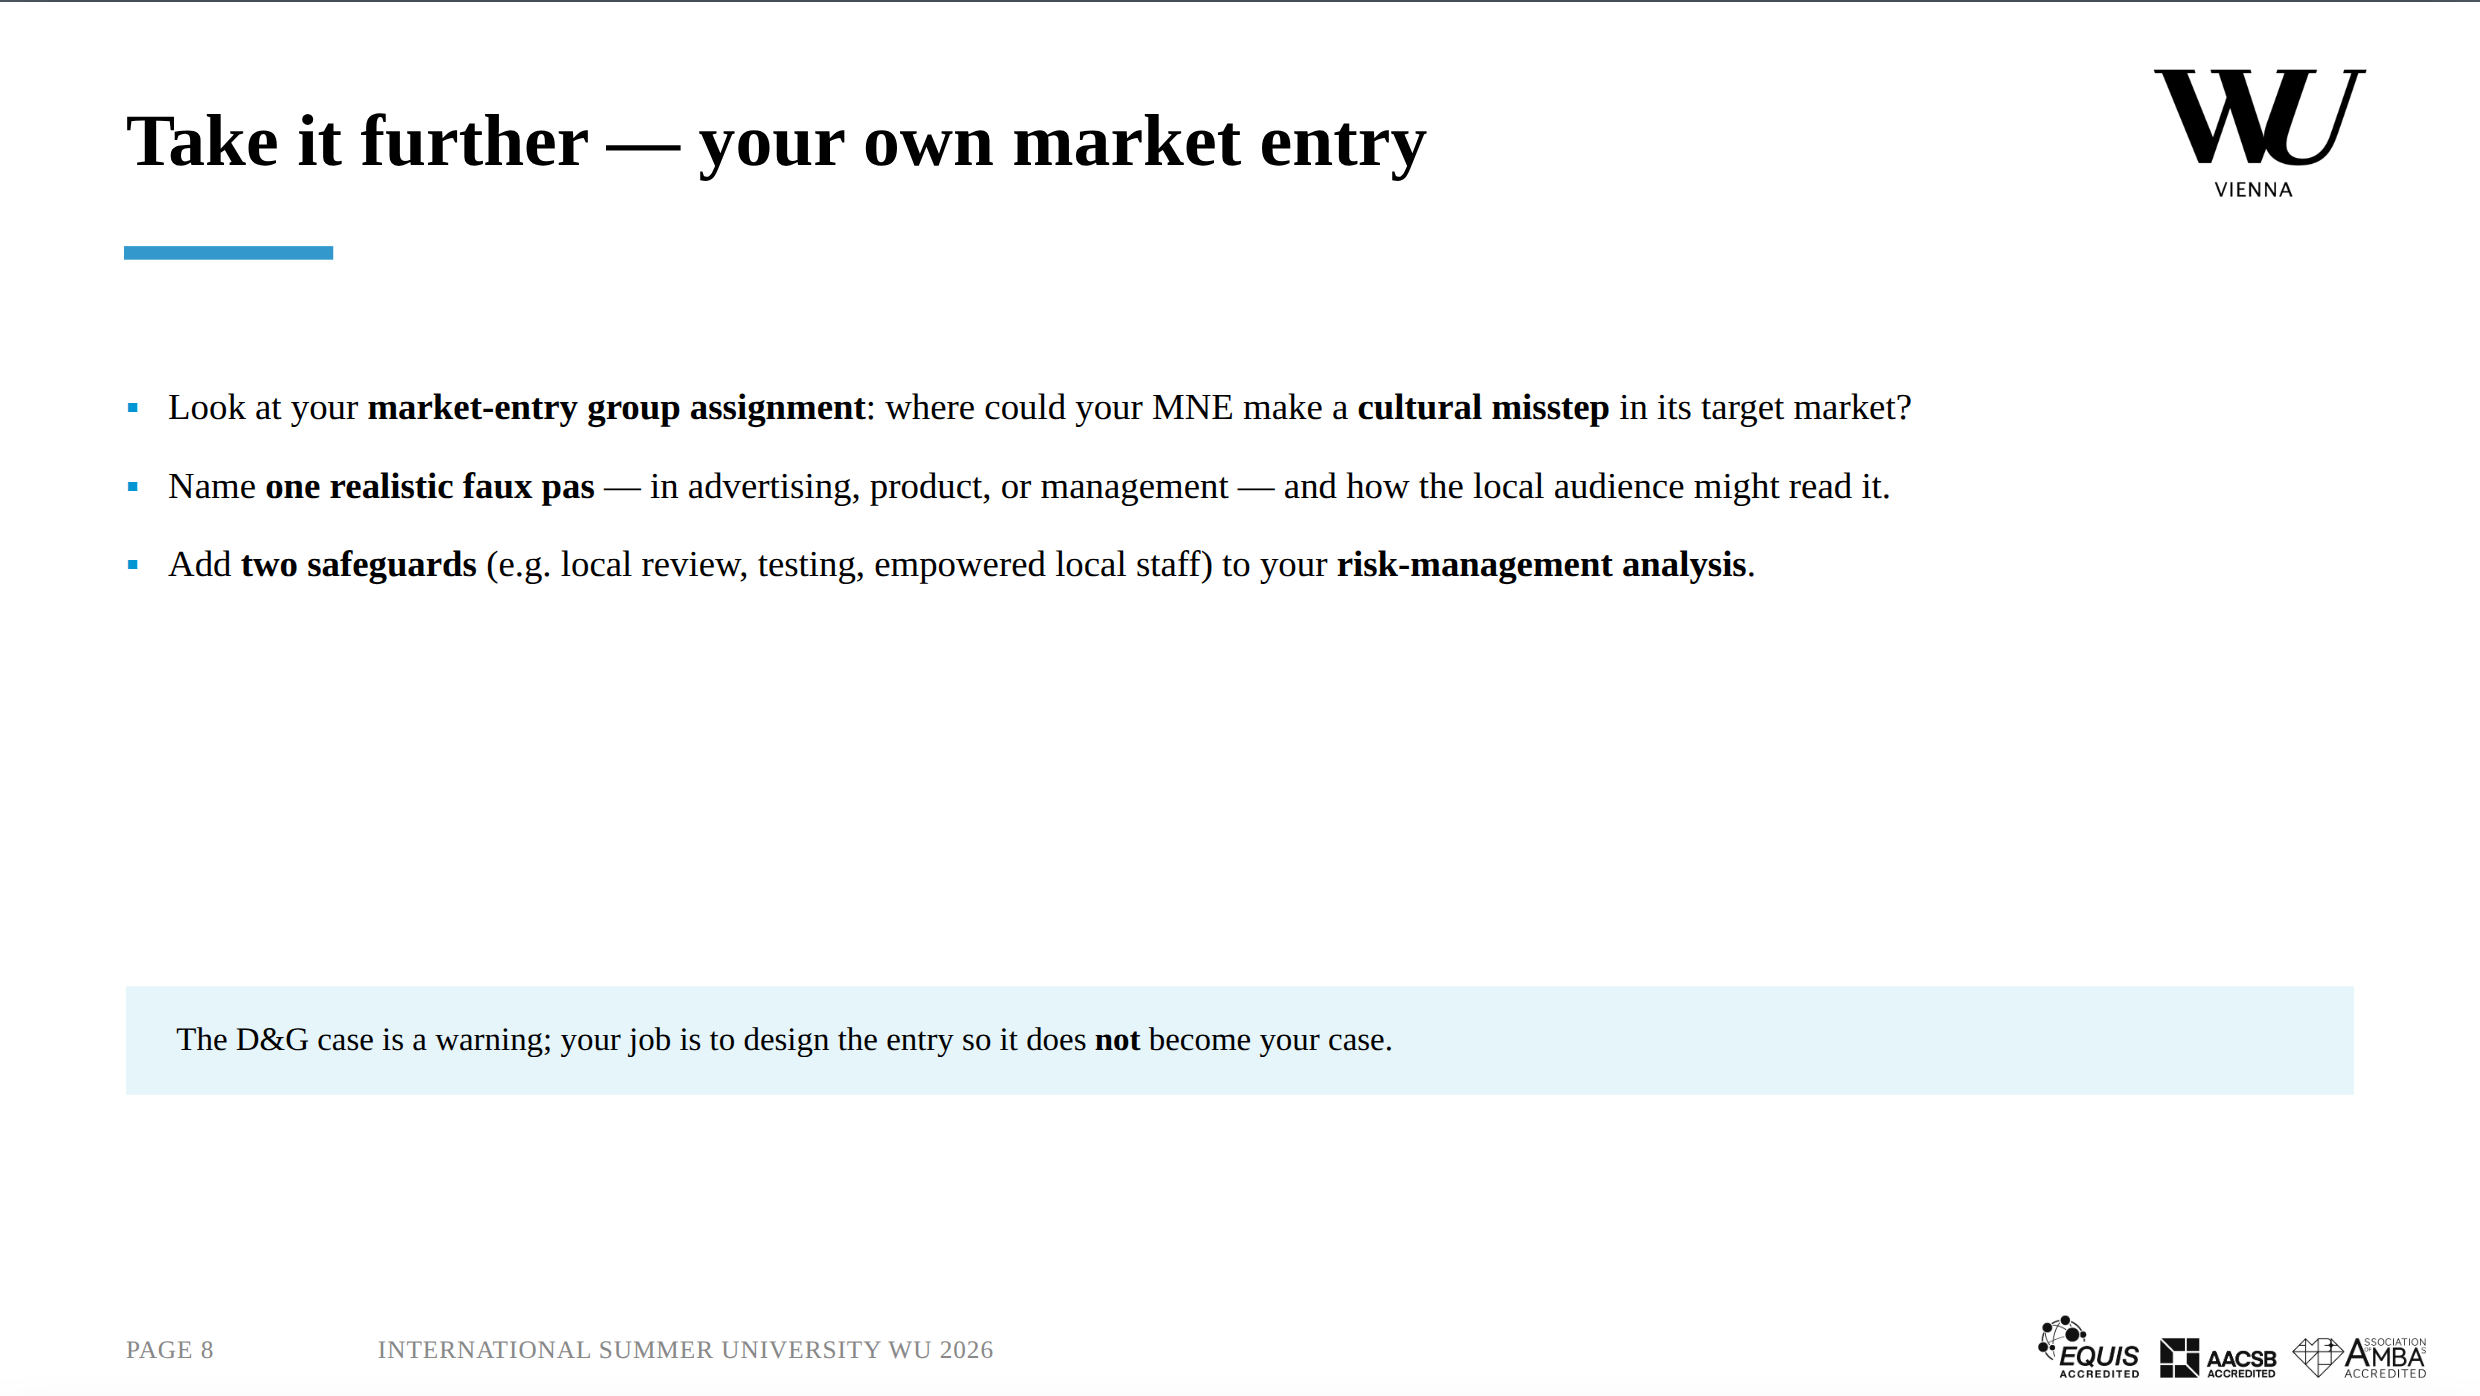 Take it further — your own market entry
WU
VIENNA
▪ Look at your market-entry group assignment: where could your MNE make a cultural misstep in its target market?
▪ Name one realistic faux pas — in advertising, product, or management — and how the local audience might read it.
▪ Add two safeguards (e.g. local review, testing, empowered local staff) to your risk-management analysis.
The D&G case is a warning; your job is to design the entry so it does not become your case.
PAGE 8 INTERNATIONAL SUMMER UNIVERSITY WU 2026
EQUIS
ACCREDITED
AACSB
ACCREDITED
ASSOCIATION
OF
AMBAS
ACCREDITED